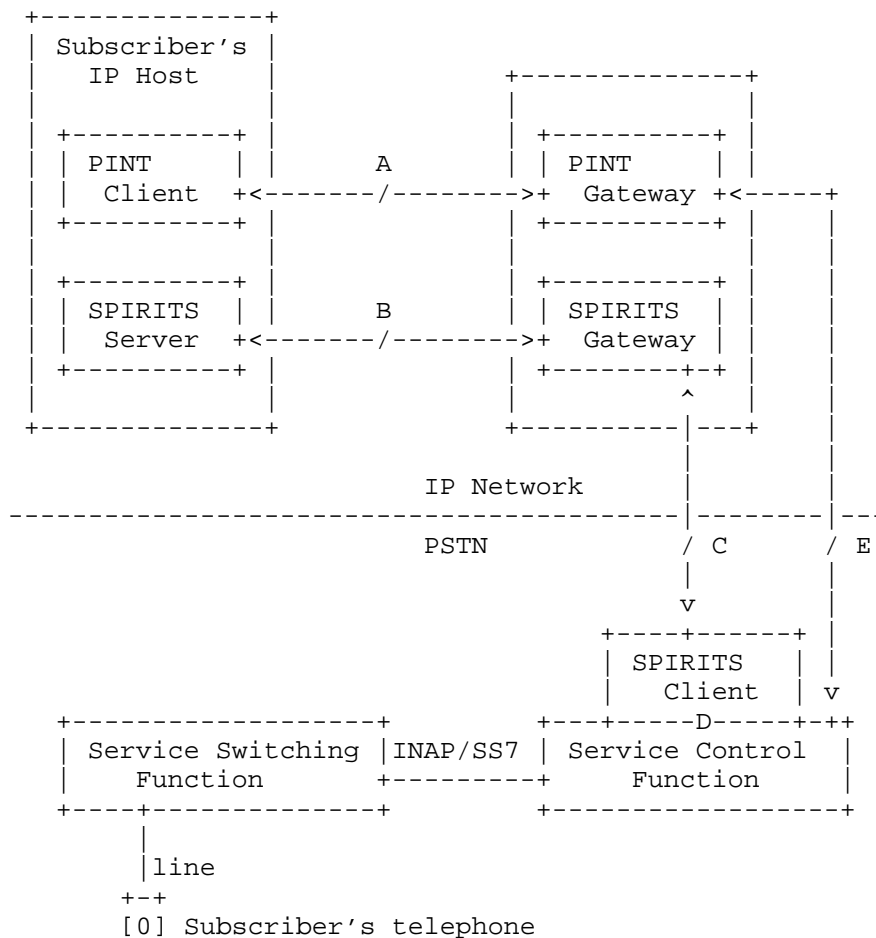 Subscriber's
IP Host
PINT A PINT
Client Gateway
SPIRITS B SPIRITS
Server Gateway
IP Network
PSTN / C / E
SPIRITS
Client
D
Service Switching INAP/SS7 Service Control
Function Function
line
[0] Subscriber's telephone